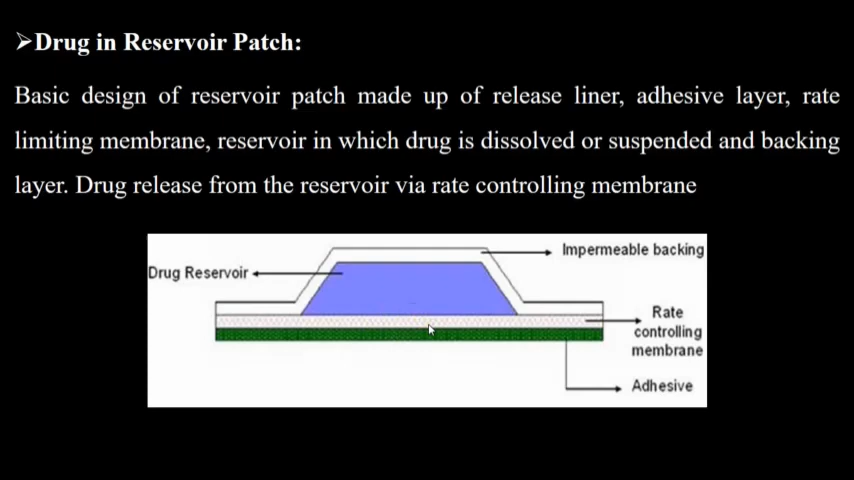 ➢Drug in Reservoir Patch:
Basic design of reservoir patch made up of release liner, adhesive layer, rate
limiting membrane, reservoir in which drug is dissolved or suspended and backing
layer. Drug release from the reservoir via rate controlling membrane
Impermeable backing
Drug Reservoir
Rate
controlling
membrane
Adhesive